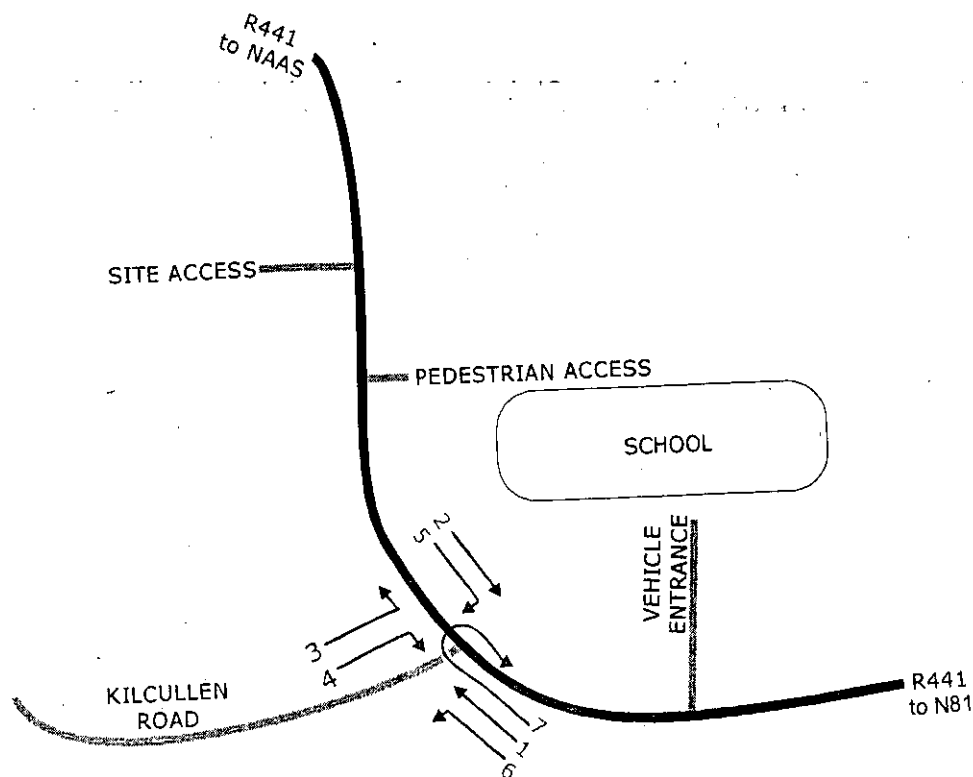 R441
to NAAS
SITE ACCESS
PEDESTRIAN ACCESS
SCHOOL
VEHICLE
ENTRANCE
2
5
3
4
KILCULLEN
ROAD
7
1
6
R441
to N81